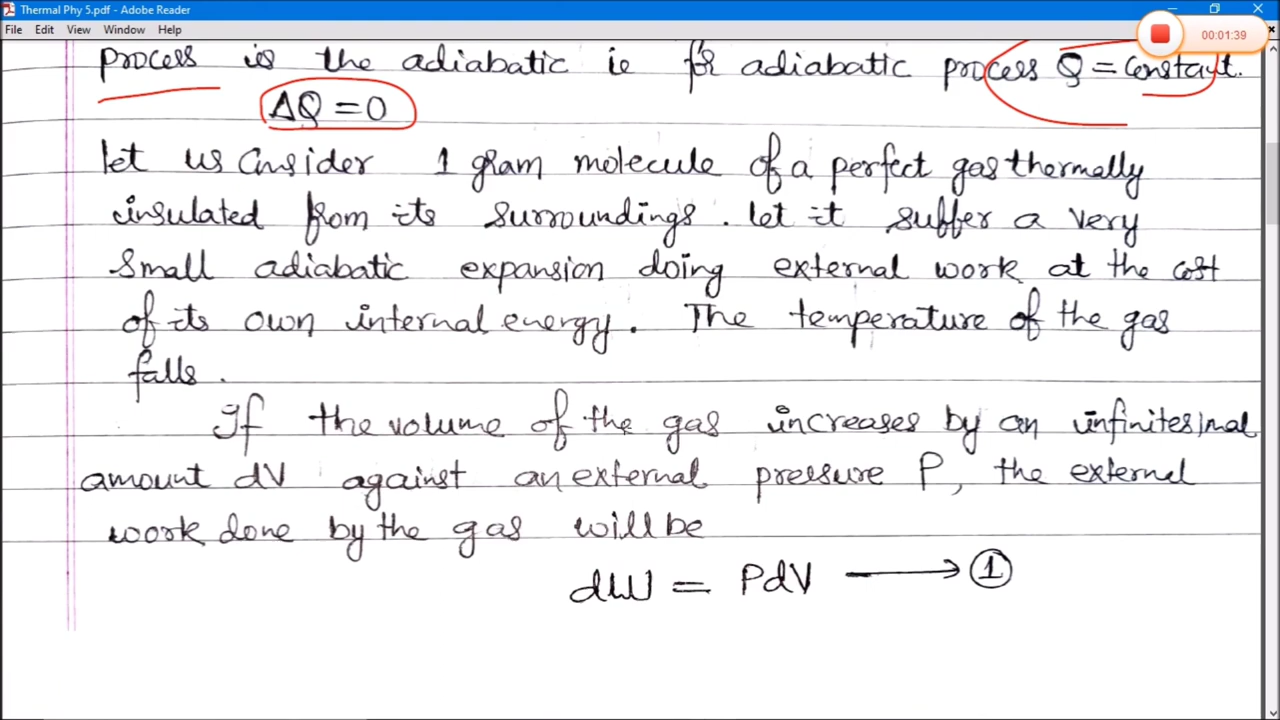 Thermal Phy 5.pdf - Adobe Reader
File Edit View Window Help
00:01:39
process is the adiabatic ie for adiabatic process Q = Constant.
ΔQ = 0
let us Consider 1 gram molecule of a perfect gas thermally
insulated from its surroundings. let it suffer a very
Small adiabatic expansion doing external work at the cost
of its own internal energy. The temperature of the gas
falls.
If the volume of the gas increases by an infinitesimal
amount dV against an external pressure P, the external
work done by the gas will be
dW = PdV ⟶ ①